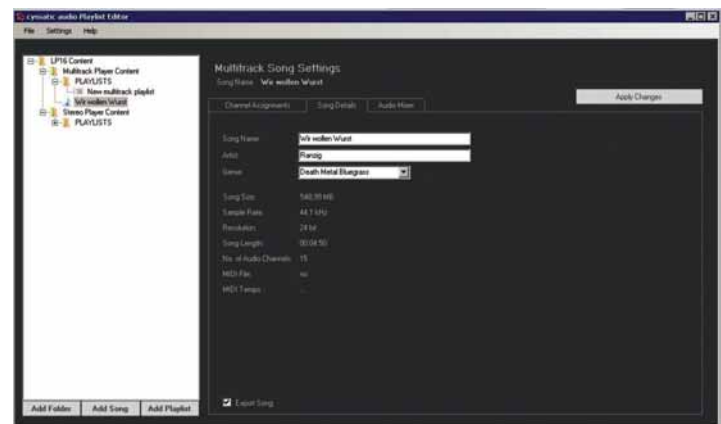 cymatic audio Playlist Editor
File Settings Help
LP16 Content
Multitrack Player Content
PLAYLISTS
New multitrack playlist
Wir wollen Wurst
Stereo Player Content
PLAYLISTS
Add Folder Add Song Add Playlist
Multitrack Song Settings
Song Name Wir wollen Wurst
Apply Changes
Channel Assignments Song Details Audio Mixer
Song Name Wir wollen Wurst
Artist Ranzig
Genre Death Metal Bluegrass
Song Size: 540,99 MB
Sample Rate: 44.1 kHz
Resolution: 24 bit
Song Length: 00:04:50
No. of Audio Channels: 15
MIDI File: no
MIDI Tempo:
Export Song